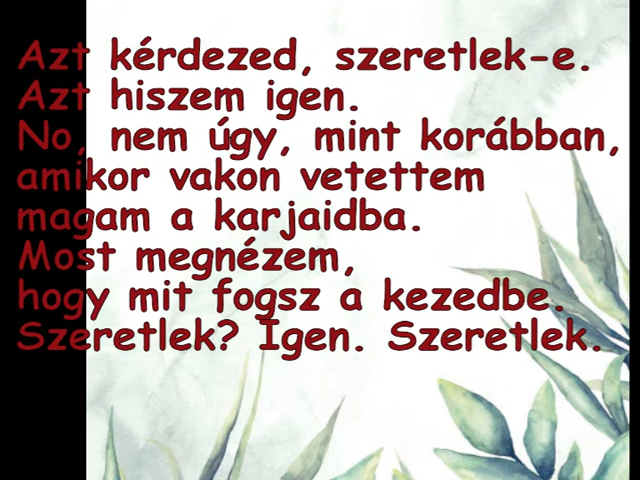 Azt kérdezed, szeretlek-e.
Azt hiszem igen.
No, nem úgy, mint korábban,
amikor vakon vetettem
magam a karjaidba.
Most megnézem,
hogy mit fogsz a kezedbe.
Szeretlek? Igen. Szeretlek.